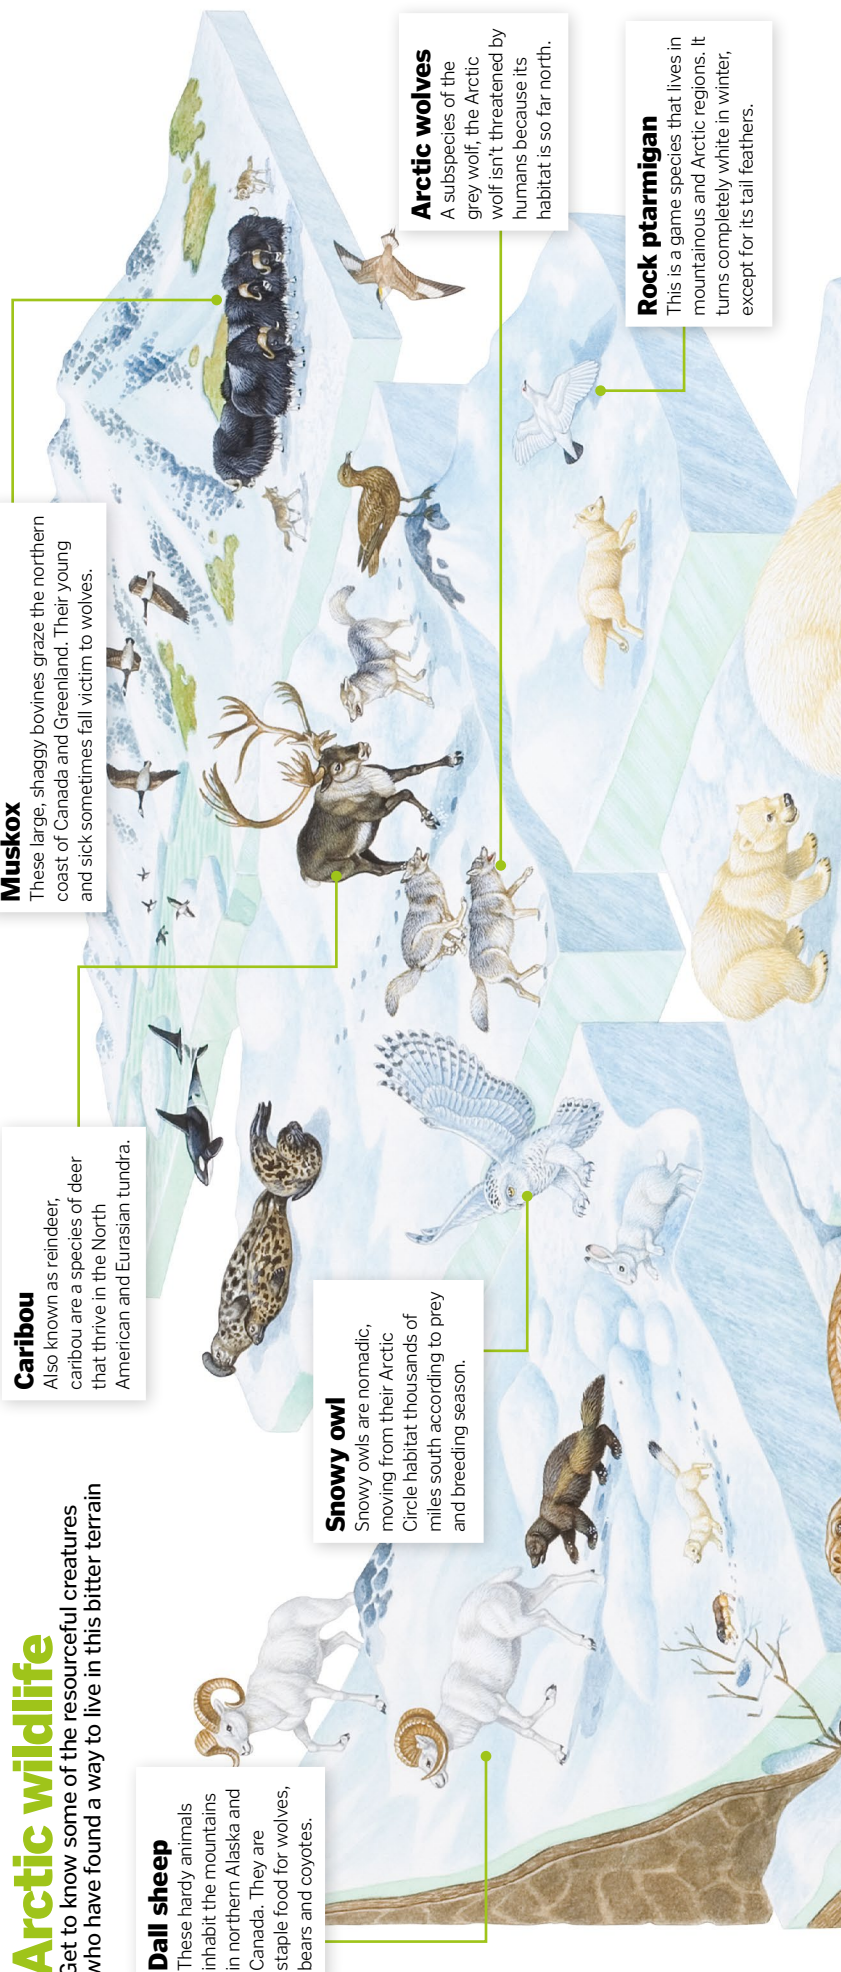 Arctic wildlife
Get to know some of the resourceful creatures
who have found a way to live in this bitter terrain
Dall sheep
These hardy animals
inhabit the mountains
in northern Alaska and
Canada. They are
staple food for wolves,
bears and coyotes.
Caribou
Also known as reindeer,
caribou are a species of deer
that thrive in the North
American and Eurasian tundra.
Snowy owl
Snowy owls are nomadic,
moving from their Arctic
Circle habitat thousands of
miles south according to prey
and breeding season.
Muskox
These large, shaggy bovines graze the northern
coast of Canada and Greenland. Their young
and sick sometimes fall victim to wolves.
Arctic wolves
A subspecies of the
grey wolf, the Arctic
wolf isn't threatened by
humans because its
habitat is so far north.
Rock ptarmigan
This is a game species that lives in
mountainous and Arctic regions. It
turns completely white in winter,
except for its tail feathers.